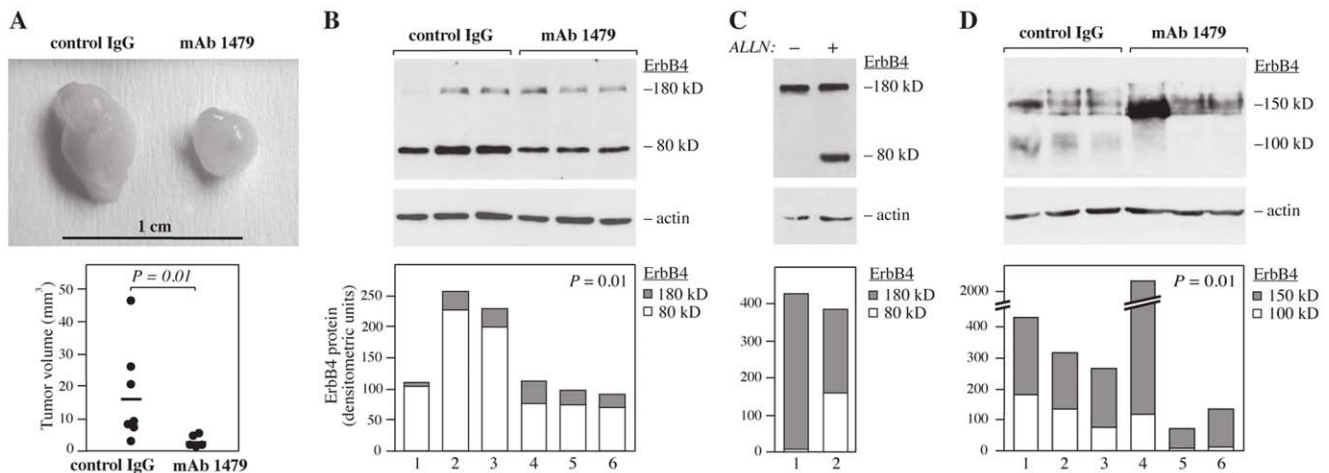 A
control IgG mAb 1479
1 cm
P = 0.01
Tumor volume (mm³)
50
40
30
20
10
0
control IgG mAb 1479
B
control IgG mAb 1479
ErbB4
–180 kD
– 80 kD
– actin
P = 0.01
ErbB4
180 kD
80 kD
ErbB4 protein
(densitometric units)
250
200
150
100
50
0
1 2 3 4 5 6
C
ALLN: – +
ErbB4
–180 kD
– 80 kD
– actin
ErbB4
180 kD
80 kD
400
300
200
100
0
1 2
D
control IgG mAb 1479
ErbB4
–150 kD
–100 kD
– actin
P = 0.01
ErbB4
150 kD
100 kD
2000
400
300
200
100
0
1 2 3 4 5 6